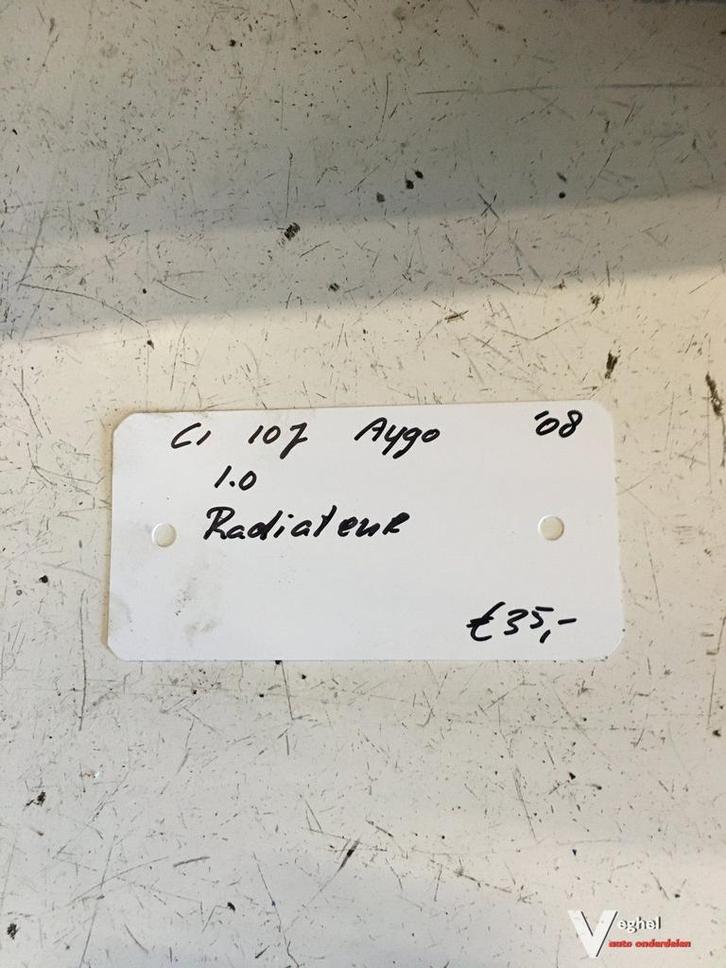 C1 107 Aygo '08
1.0
Radiateur
€35,-
Veghel
auto onderdelen